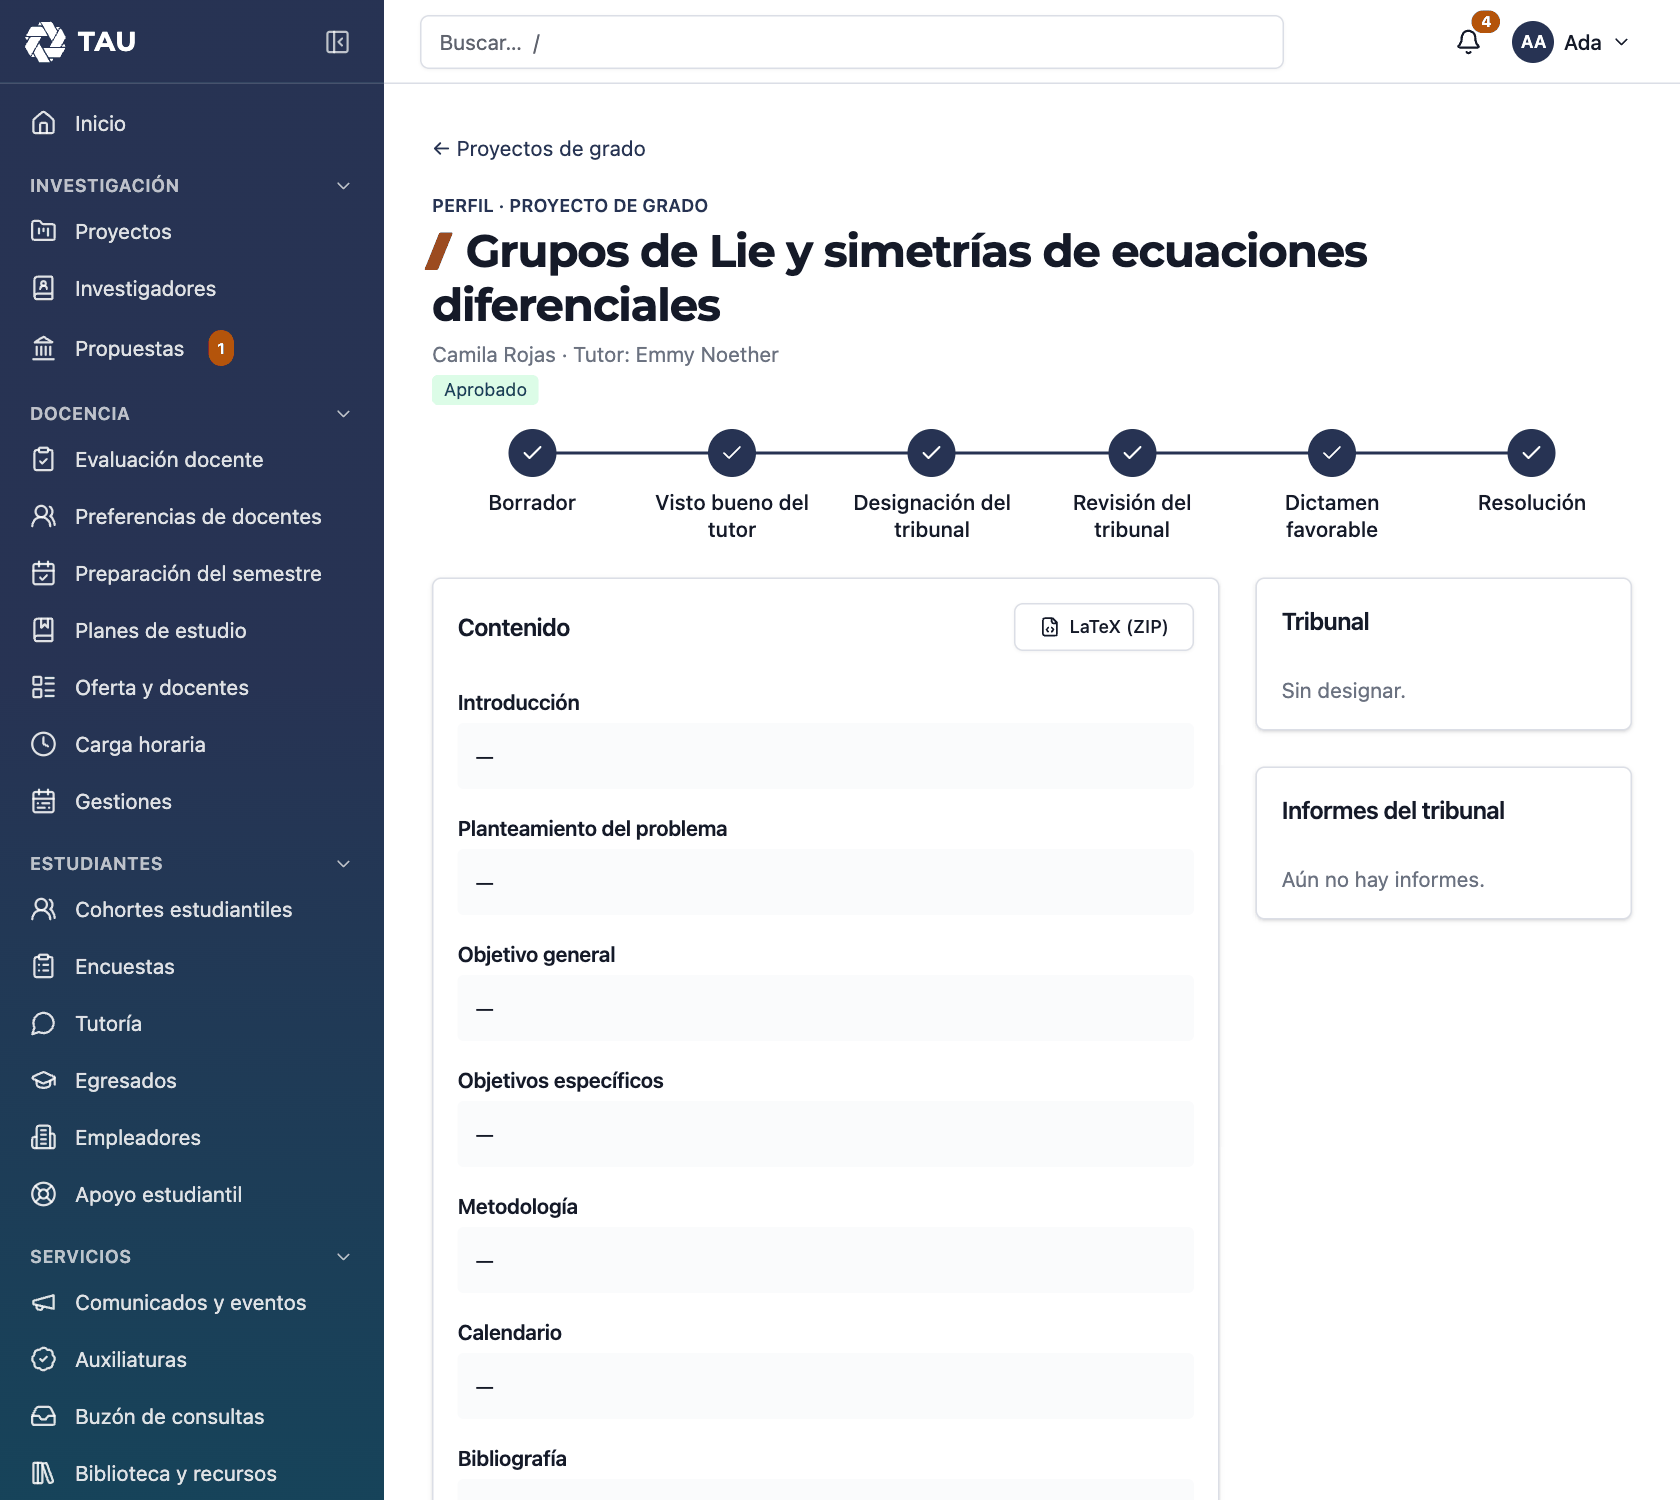 TAU
Buscar... /
4
AA
Ada
Inicio
INVESTIGACIÓN
Proyectos
Investigadores
Propuestas 1
DOCENCIA
Evaluación docente
Preferencias de docentes
Preparación del semestre
Planes de estudio
Oferta y docentes
Carga horaria
Gestiones
ESTUDIANTES
Cohortes estudiantiles
Encuestas
Tutoría
Egresados
Empleadores
Apoyo estudiantil
SERVICIOS
Comunicados y eventos
Auxiliaturas
Buzón de consultas
Biblioteca y recursos
← Proyectos de grado
PERFIL · PROYECTO DE GRADO
Grupos de Lie y simetrías de ecuaciones
diferenciales
Camila Rojas · Tutor: Emmy Noether
Aprobado
Borrador
Visto bueno del
tutor
Designación del
tribunal
Revisión del
tribunal
Dictamen
favorable
Resolución
Contenido
LaTeX (ZIP)
Introducción
—
Planteamiento del problema
—
Objetivo general
—
Objetivos específicos
—
Metodología
—
Calendario
—
Bibliografía
Tribunal
Sin designar.
Informes del tribunal
Aún no hay informes.